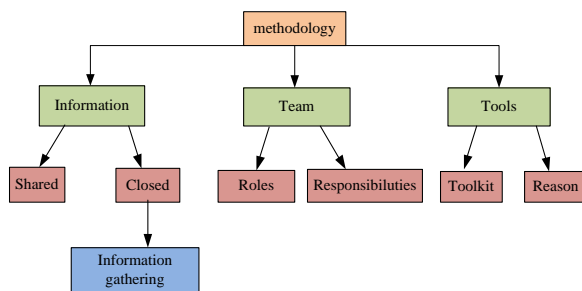 methodology
Information
Team
Tools
Shared
Closed
Roles
Responsibiluties
Toolkit
Reason
Information
gathering